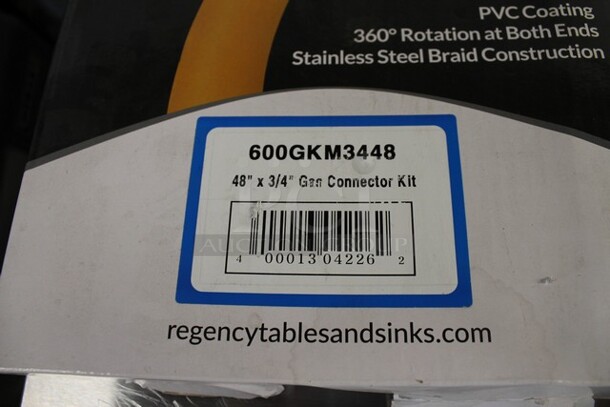 PVC Coating
360° Rotation at Both Ends
Stainless Steel Braid Construction
600GKM3448
48" x 3/4" Gas Connector Kit
4 00013 04226 2
regencytablesandsinks.com